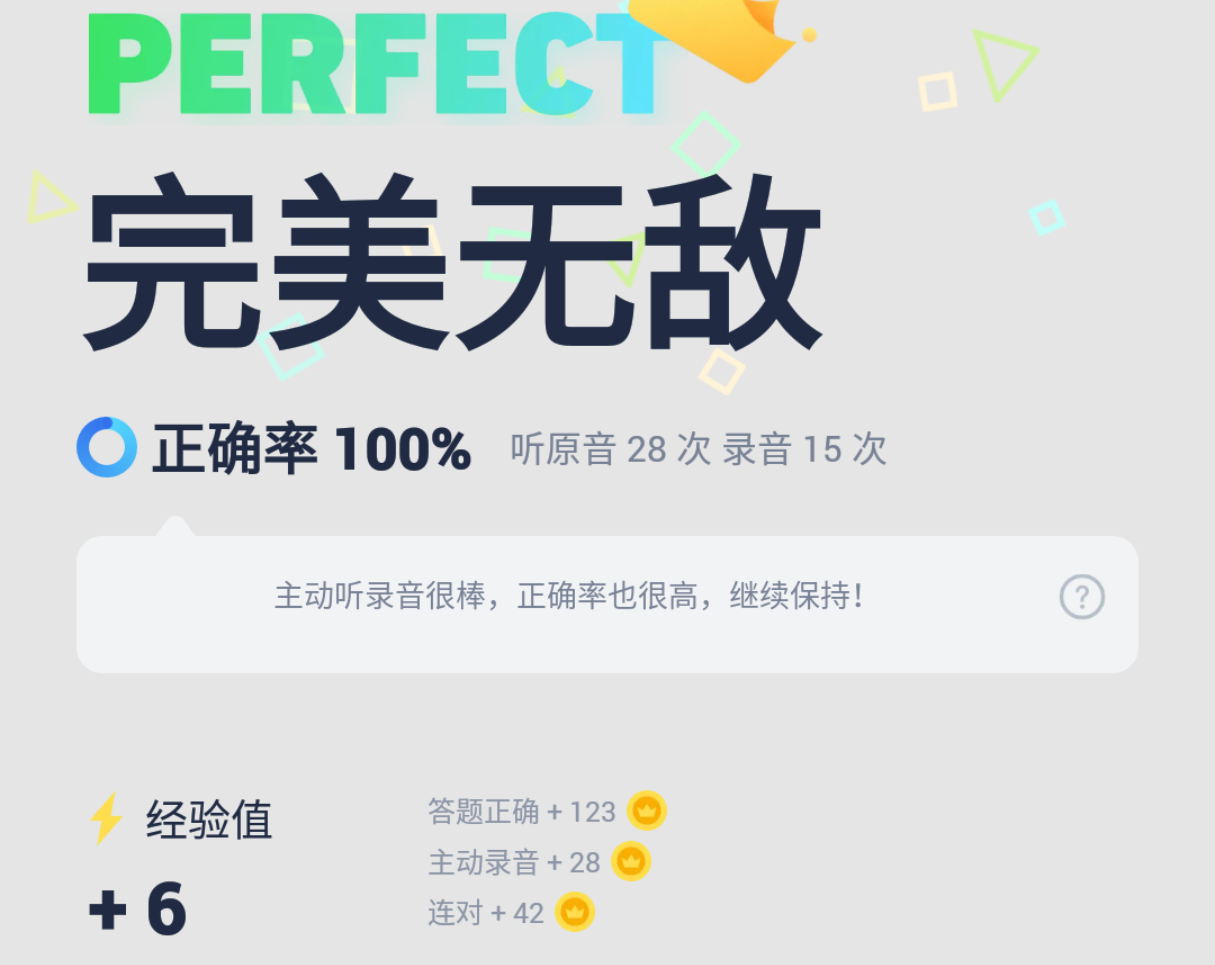 PERFECT
完美无敌
正确率 100% 听原音 28 次 录音 15 次
主动听录音很棒，正确率也很高，继续保持！
?
经验值
+ 6
答题正确 + 123
主动录音 + 28
连对 + 42